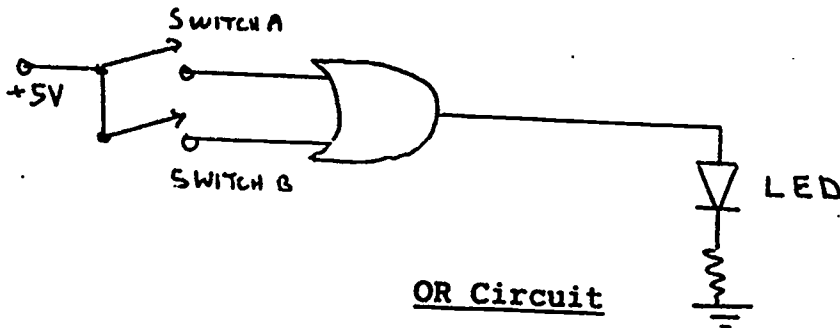 SWITCH A
+5V
SWITCH B
LED
OR Circuit